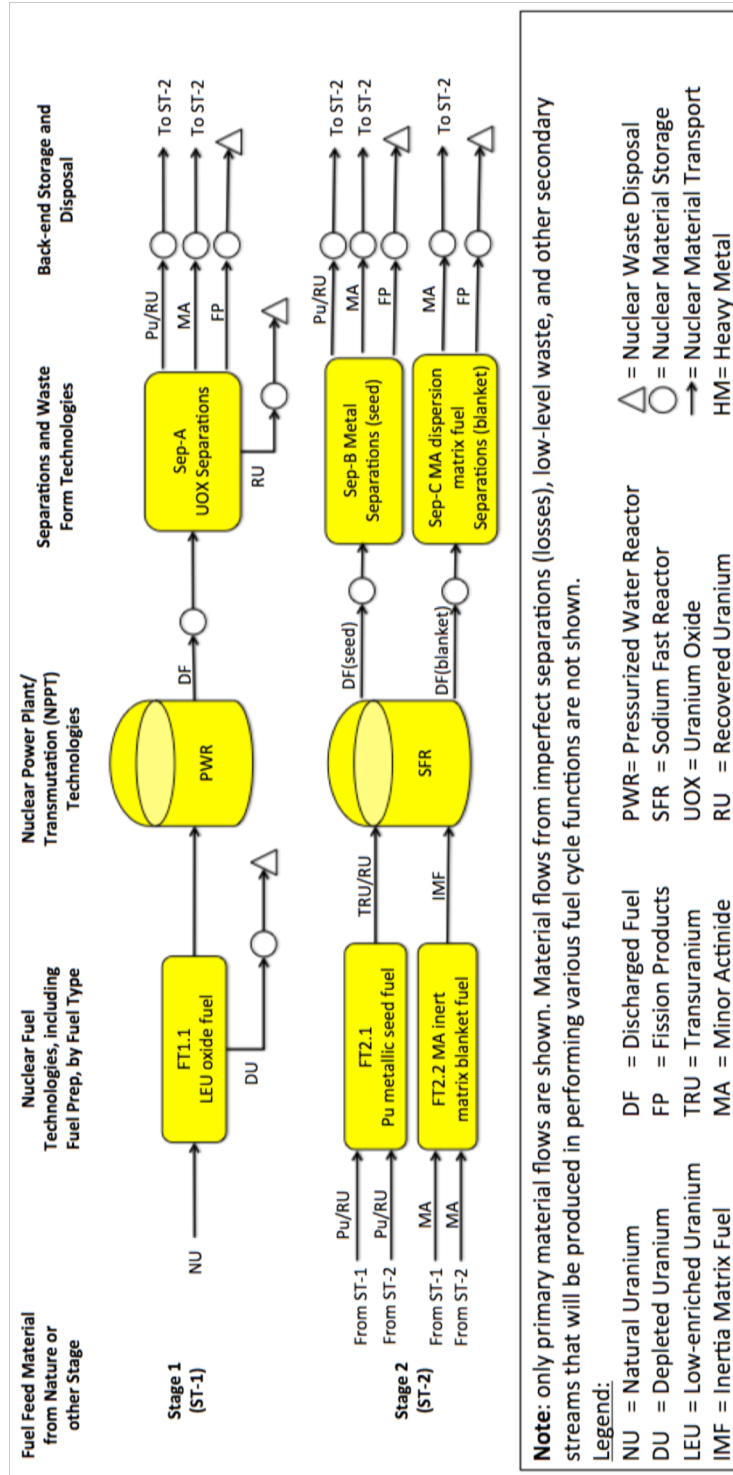 Fuel Feed Material
from Nature or
other Stage
Nuclear Fuel
Technologies, including
Fuel Prep, by Fuel Type
Nuclear Power Plant/
Transmutation (NPPT)
Technologies
Separations and Waste
Form Technologies
Back-end Storage and
Disposal
Stage 1
(ST-1)
NU
FT1.1
LEU oxide fuel
DU
PWR
DF
Sep-A
UOX Separations
RU
Pu/RU
MA
FP
To ST-2
To ST-2
Stage 2
(ST-2)
From ST-1
From ST-2
From ST-1
From ST-2
Pu/RU
Pu/RU
MA
MA
FT2.1
Pu metallic seed fuel
FT2.2 MA inert
matrix blanket fuel
TRU/RU
IMF
SFR
DF(seed)
DF(blanket)
Sep-B Metal
Separations (seed)
Sep-C MA dispersion
matrix fuel
Separations (blanket)
Pu/RU
MA
FP
MA
FP
To ST-2
To ST-2
To ST-2
Note: only primary material flows are shown. Material flows from imperfect separations (losses), low-level waste, and other secondary
streams that will be produced in performing various fuel cycle functions are not shown.
Legend:
NU = Natural Uranium
DU = Depleted Uranium
LEU = Low-enriched Uranium
IMF = Inertia Matrix Fuel
DF = Discharged Fuel
FP = Fission Products
TRU = Transuranium
MA = Minor Actinide
PWR= Pressurized Water Reactor
SFR = Sodium Fast Reactor
UOX = Uranium Oxide
RU = Recovered Uranium
= Nuclear Waste Disposal
= Nuclear Material Storage
= Nuclear Material Transport
HM= Heavy Metal